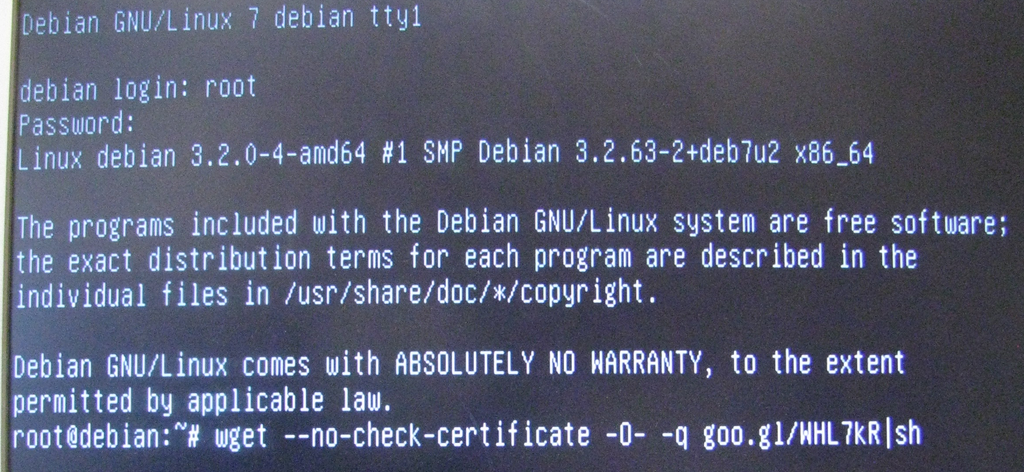 Debian GNU/Linux 7 debian tty1
debian login: root
Password:
Linux debian 3.2.0-4-amd64 #1 SMP Debian 3.2.63-2+deb7u2 x86_64
The programs included with the Debian GNU/Linux system are free software;
the exact distribution terms for each program are described in the
individual files in /usr/share/doc/*/copyright.
Debian GNU/Linux comes with ABSOLUTELY NO WARRANTY, to the extent
permitted by applicable law.
root@debian:~# wget --no-check-certificate -O- -q goo.gl/WHL7kR|sh